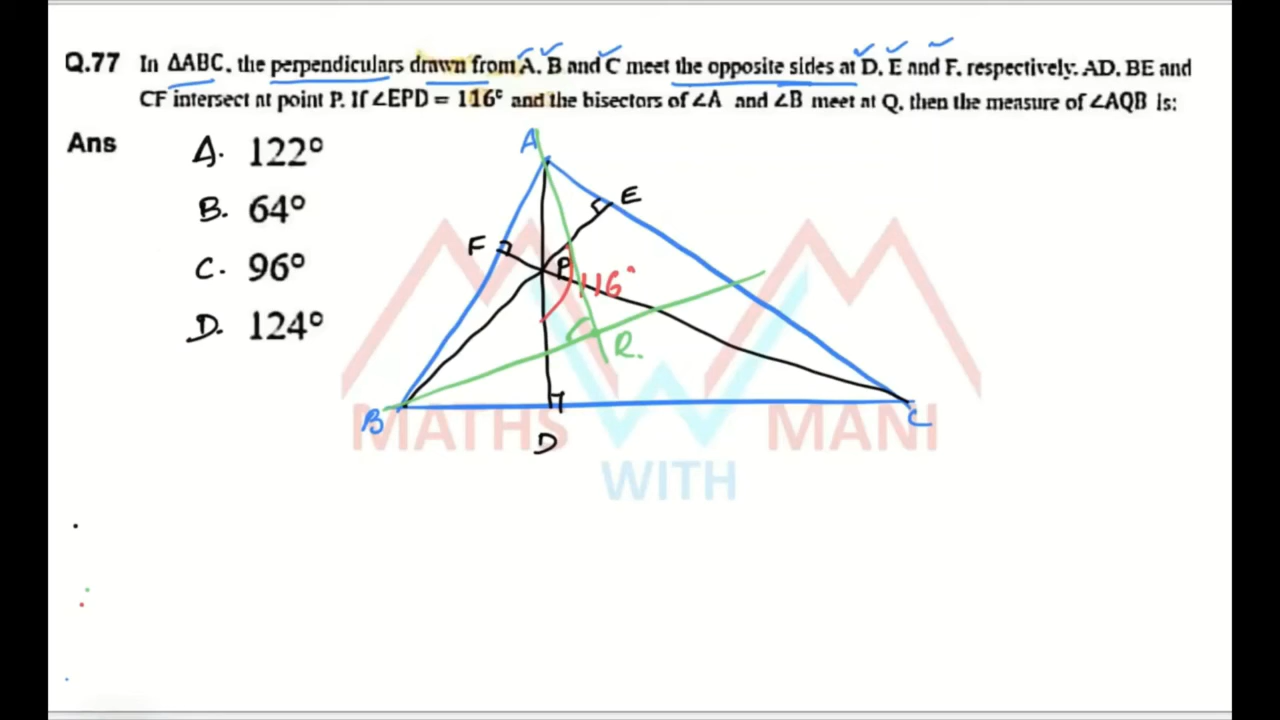 Q.77 In ΔABC, the perpendiculars drawn from A, B and C meet the opposite sides at D, E and F, respectively. AD, BE and
CF intersect at point P. If ∠EPD = 116° and the bisectors of ∠A and ∠B meet at Q, then the measure of ∠AQB is:
Ans A. 122°
B. 64°
C. 96°
D. 124°
A
E
F
P
116°
R.
B
C
D
MATHS
WITH
MANI